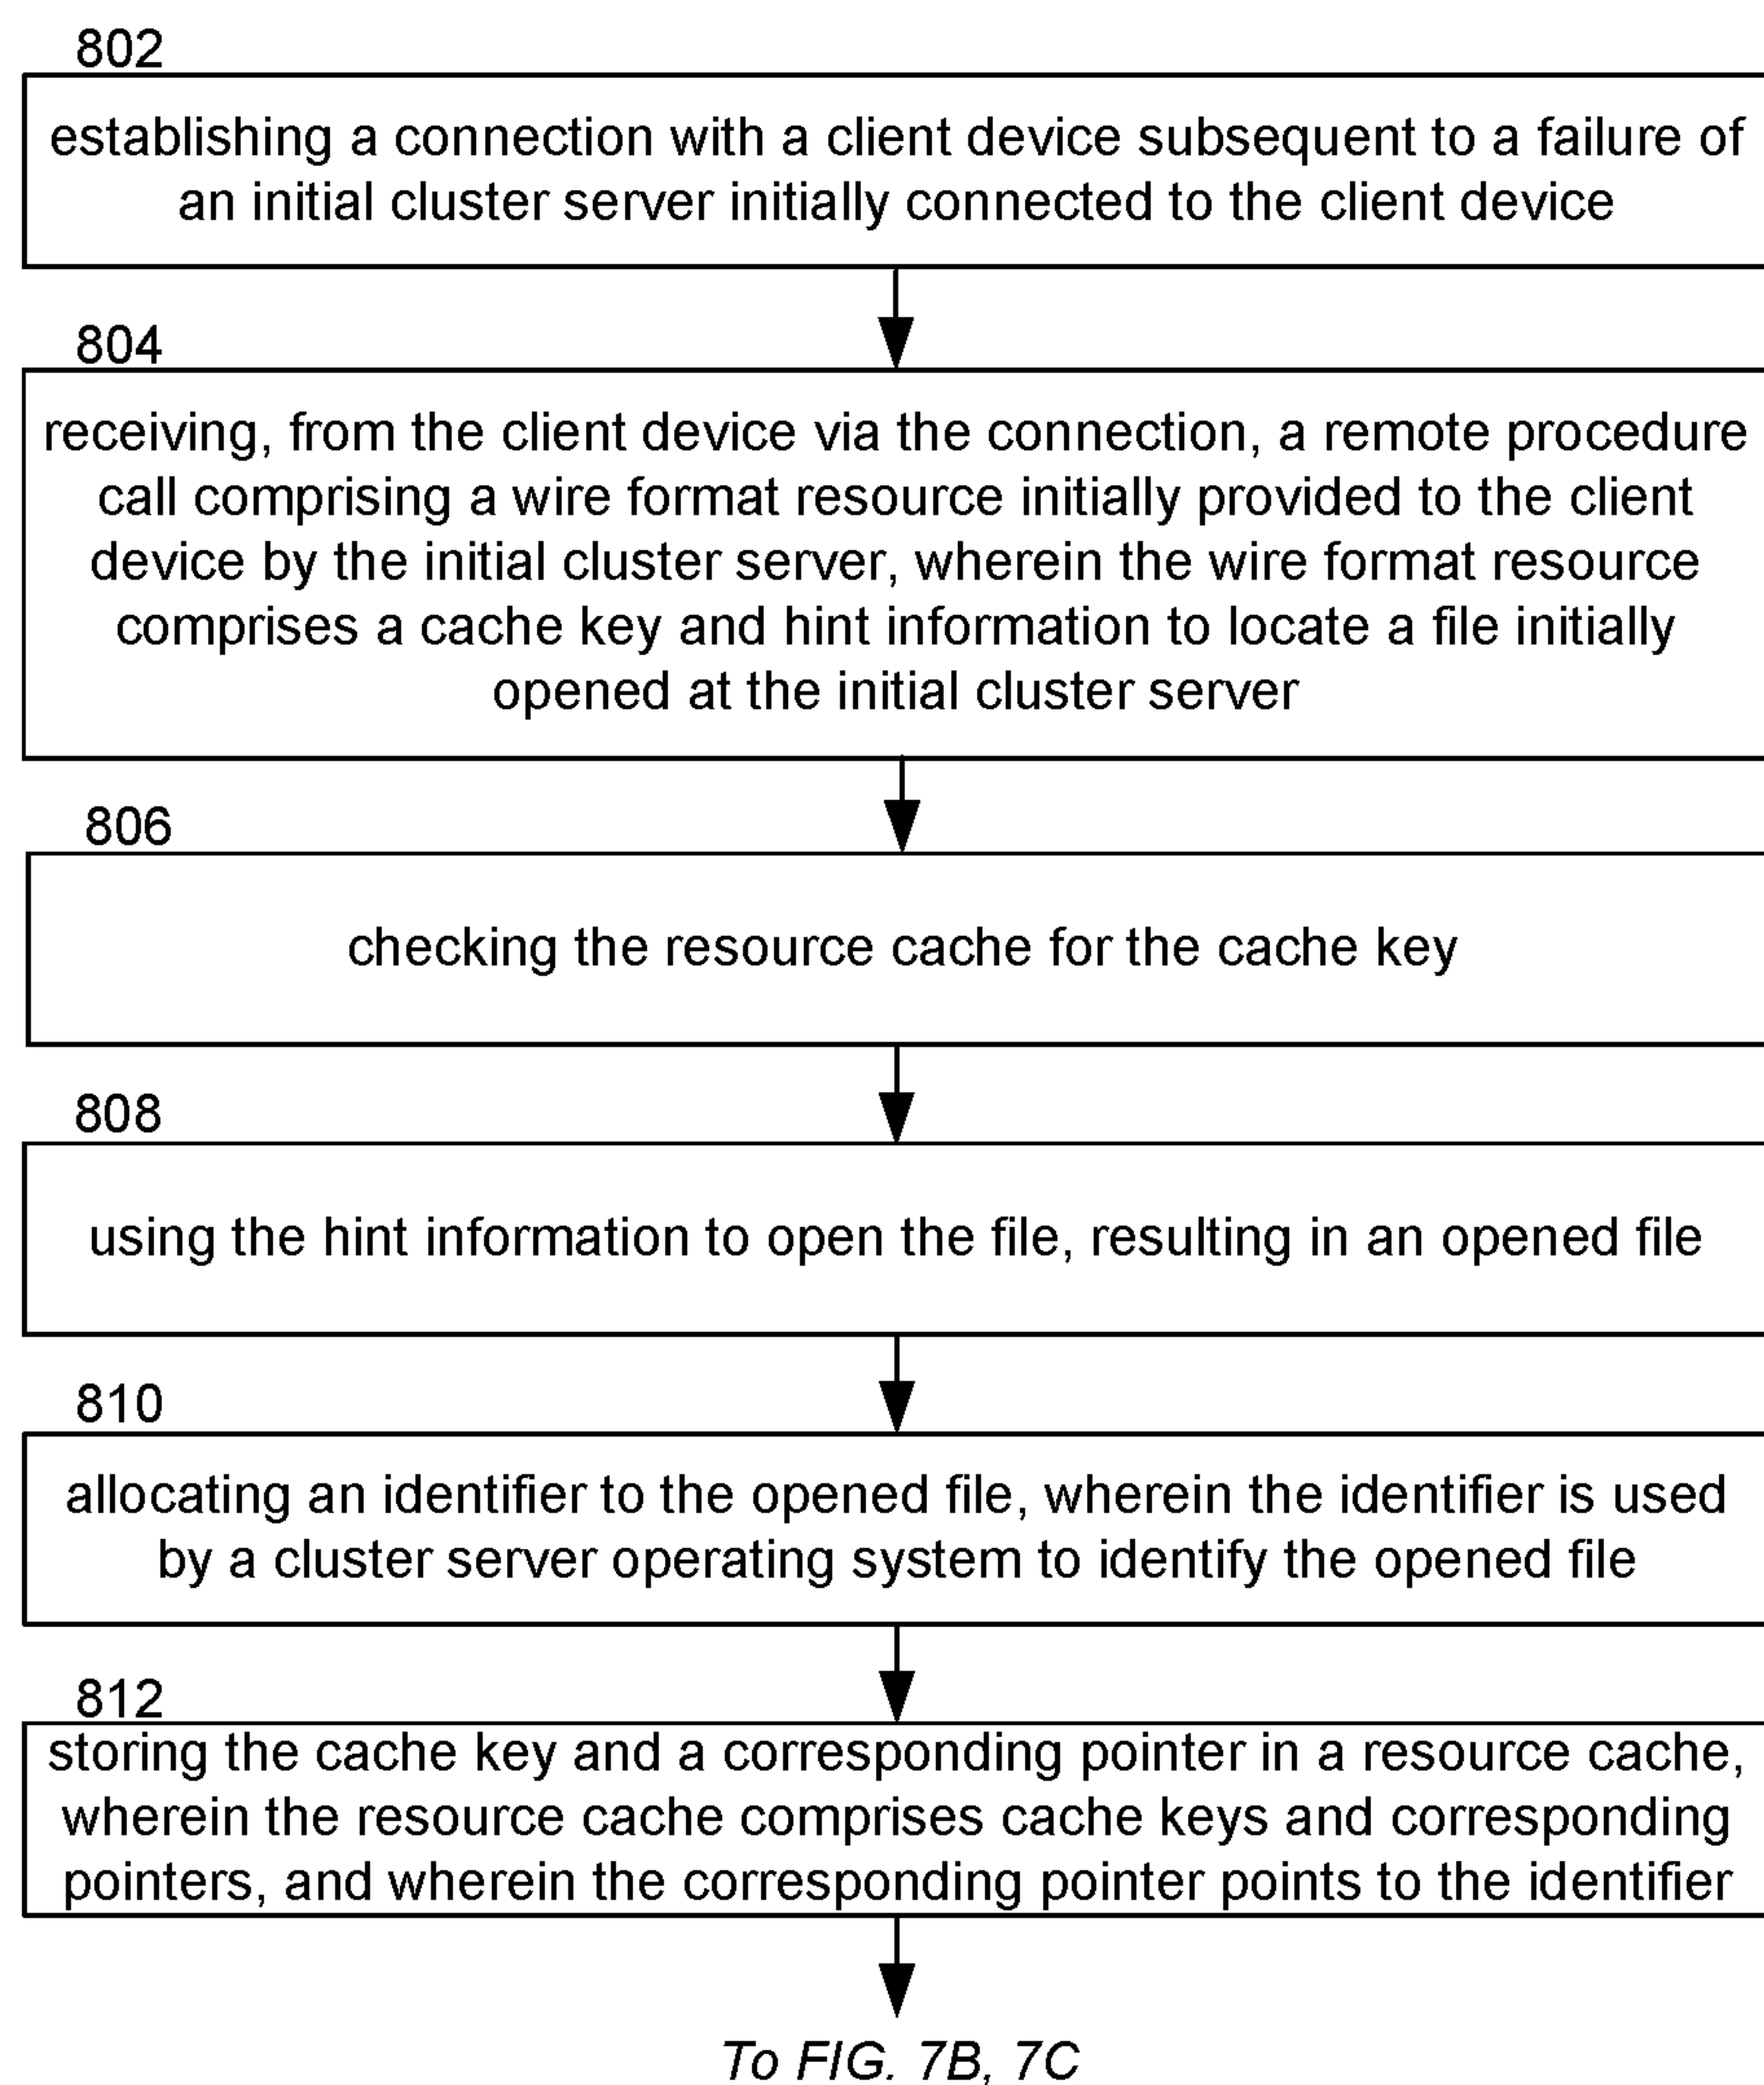 802
establishing a connection with a client device subsequent to a failure of
an initial cluster server initially connected to the client device
804
receiving, from the client device via the connection, a remote procedure
call comprising a wire format resource initially provided to the client
device by the initial cluster server, wherein the wire format resource
comprises a cache key and hint information to locate a file initially
opened at the initial cluster server
806
checking the resource cache for the cache key
808
using the hint information to open the file, resulting in an opened file
810
allocating an identifier to the opened file, wherein the identifier is used
by a cluster server operating system to identify the opened file
812
storing the cache key and a corresponding pointer in a resource cache,
wherein the resource cache comprises cache keys and corresponding
pointers, and wherein the corresponding pointer points to the identifier
To FIG. 7B, 7C